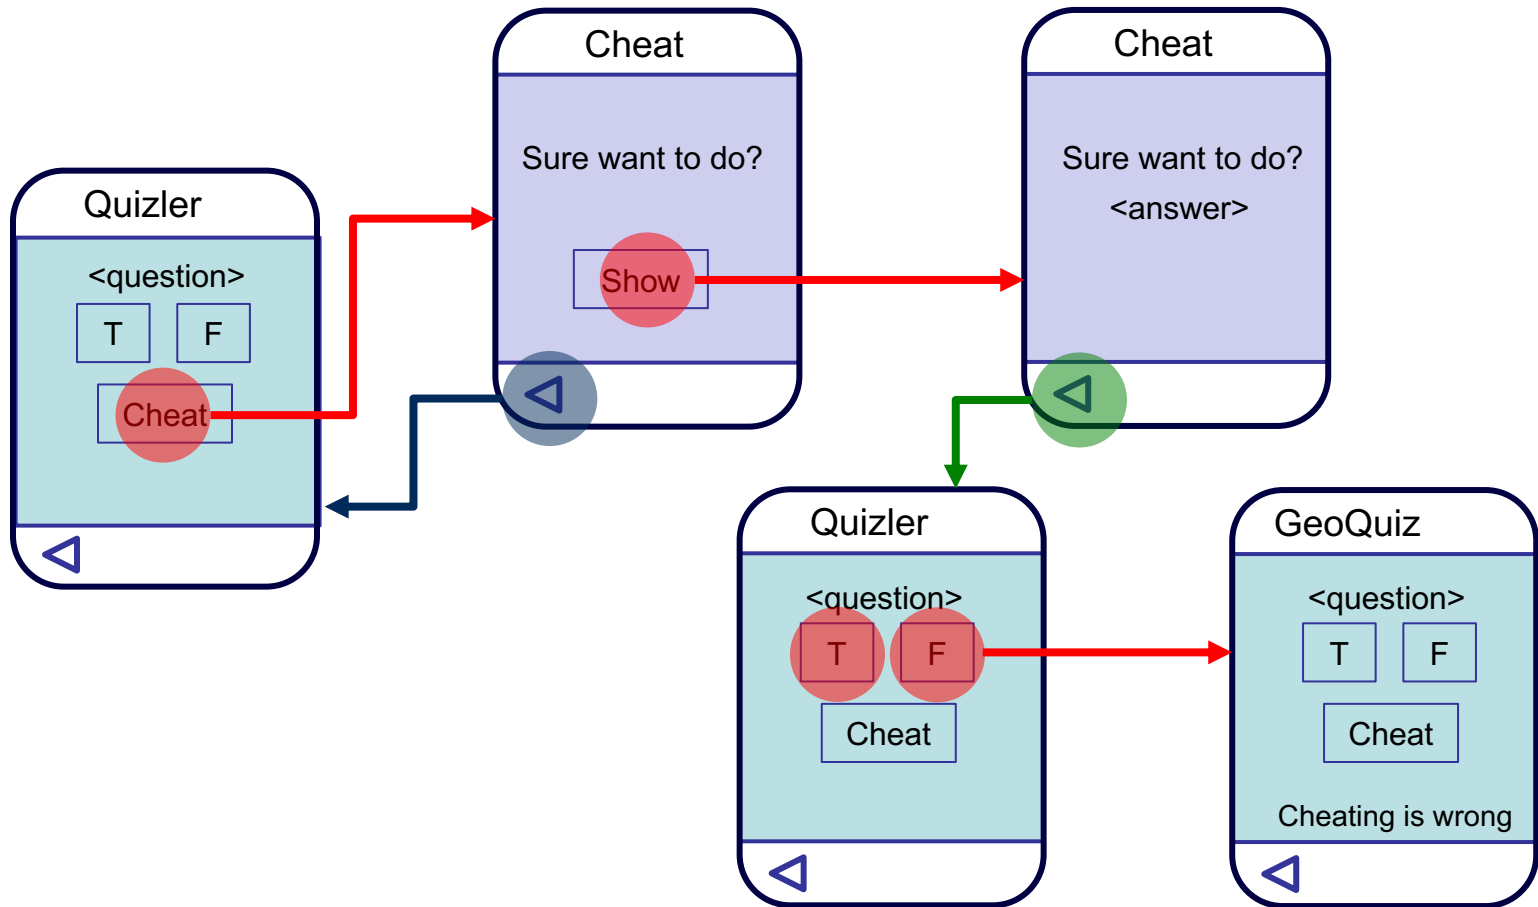 Quizler
<question>
T F
Cheat
Cheat
Sure want to do?
Show
Cheat
Sure want to do?
<answer>
Quizler
<question>
T F
Cheat
GeoQuiz
<question>
T F
Cheat
Cheating is wrong